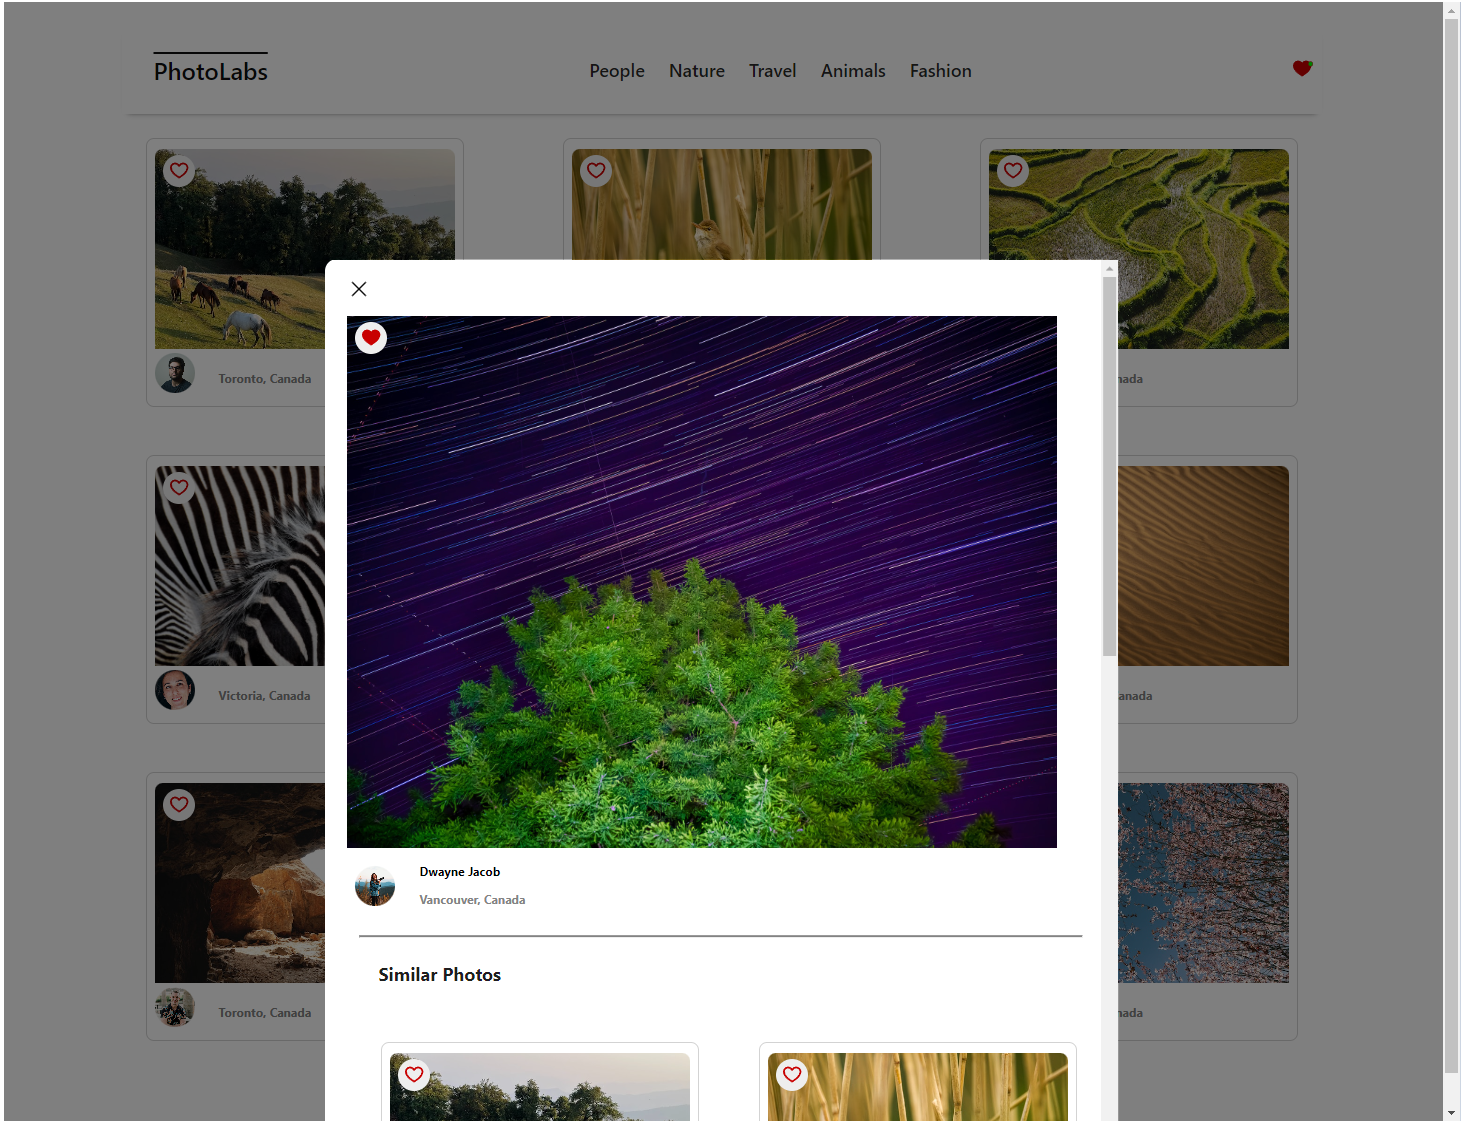 PhotoLabs
People Nature Travel Animals Fashion
Toronto, Canada
nada
Victoria, Canada
anada
Toronto, Canada
nada
Dwayne Jacob
Vancouver, Canada
Similar Photos